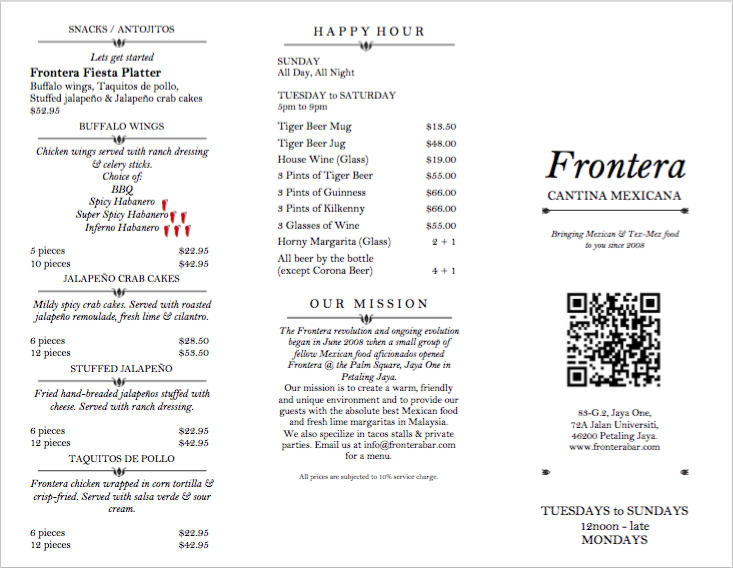 SNACKS / ANTOJITOS
Lets get started
Frontera Fiesta Platter
Buffalo wings, Taquitos de pollo,
Stuffed jalapeño & Jalapeño crab cakes
$52.95
BUFFALO WINGS
Chicken wings served with ranch dressing
& celery sticks.
Choice of:
BBQ
Spicy Habanero
Super Spicy Habanero
Inferno Habanero
5 pieces $22.95
10 pieces $42.95
JALAPEÑO CRAB CAKES
Mildy spicy crab cakes. Served with roasted
jalapeño remoulade, fresh lime & cilantro.
6 pieces $28.50
12 pieces $53.50
STUFFED JALAPEÑO
Fried hand-breaded jalapeños stuffed with
cheese. Served with ranch dressing.
6 pieces $22.95
12 pieces $42.95
TAQUITOS DE POLLO
Frontera chicken wrapped in corn tortilla &
crisp-fried. Served with salsa verde & sour
cream.
6 pieces $22.95
12 pieces $42.95
HAPPY HOUR
SUNDAY
All Day, All Night
TUESDAY to SATURDAY
5pm to 9pm
Tiger Beer Mug $13.50
Tiger Beer Jug $48.00
House Wine (Glass) $19.00
3 Pints of Tiger Beer $55.00
3 Pints of Guinness $66.00
3 Pints of Kilkenny $66.00
3 Glasses of Wine $55.00
Horny Margarita (Glass) 2 + 1
All beer by the bottle
(except Corona Beer) 4 + 1
OUR MISSION
The Frontera revolution and ongoing evolution
began in June 2008 when a small group of
fellow Mexican food aficionados opened
Frontera @ the Palm Square, Jaya One in
Petaling Jaya.
Our mission is to create a warm, friendly
and unique environment and to provide our
guests with the absolute best Mexican food
and fresh lime margaritas in Malaysia.
We also specilize in tacos stalls & private
parties. Email us at info@fronterabar.com
for a menu.
All prices are subjected to 10% service charge.
Frontera
CANTINA MEXICANA
Bringing Mexican & Tex-Mex food
to you since 2008
83-G.2, Jaya One,
72A Jalan Universiti,
46200 Petaling Jaya.
www.fronterabar.com
TUESDAYS to SUNDAYS
12noon - late
MONDAYS